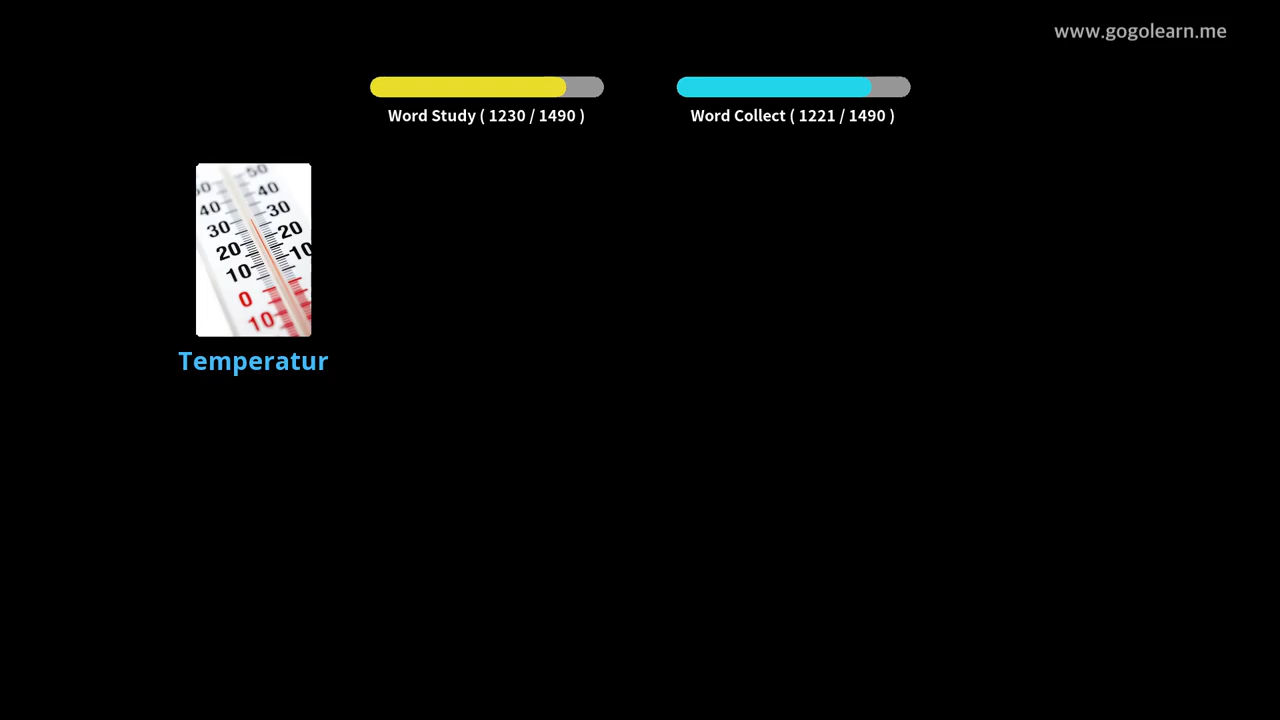 www.gogolearn.me
Word Study ( 1230 / 1490 )
Word Collect ( 1221 / 1490 )
50
40 40
30 30
20 20
10 10
0
10
Temperatur